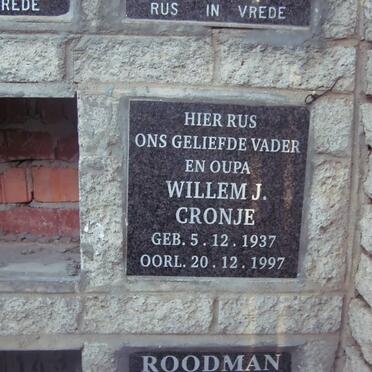 REDE
RUS IN VREDE
HIER RUS
ONS GELIEFDE VADER
EN OUPA
WILLEM J.
CRONJE
GEB. 5.12.1937
OORL. 20.12.1997
ROODMAN